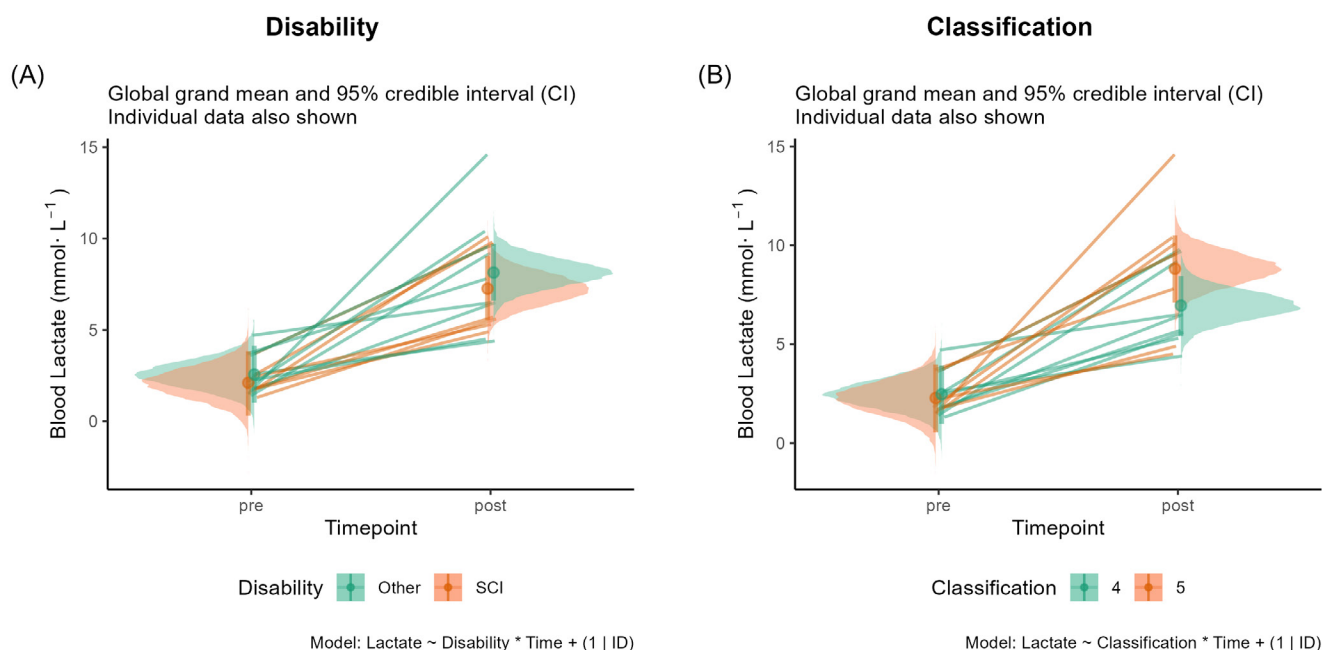 Disability
(A)
Global grand mean and 95% credible interval (CI)
Individual data also shown
Blood Lactate (mmol· L⁻¹ )
15
10
5
0
pre
post
Timepoint
Disability Other SCI
Model: Lactate ~ Disability * Time + (1 | ID)
Classification
(B)
Global grand mean and 95% credible interval (CI)
Individual data also shown
Blood Lactate (mmol· L⁻¹ )
15
10
5
0
pre
post
Timepoint
Classification 4 5
Model: Lactate ~ Classification * Time + (1 | ID)